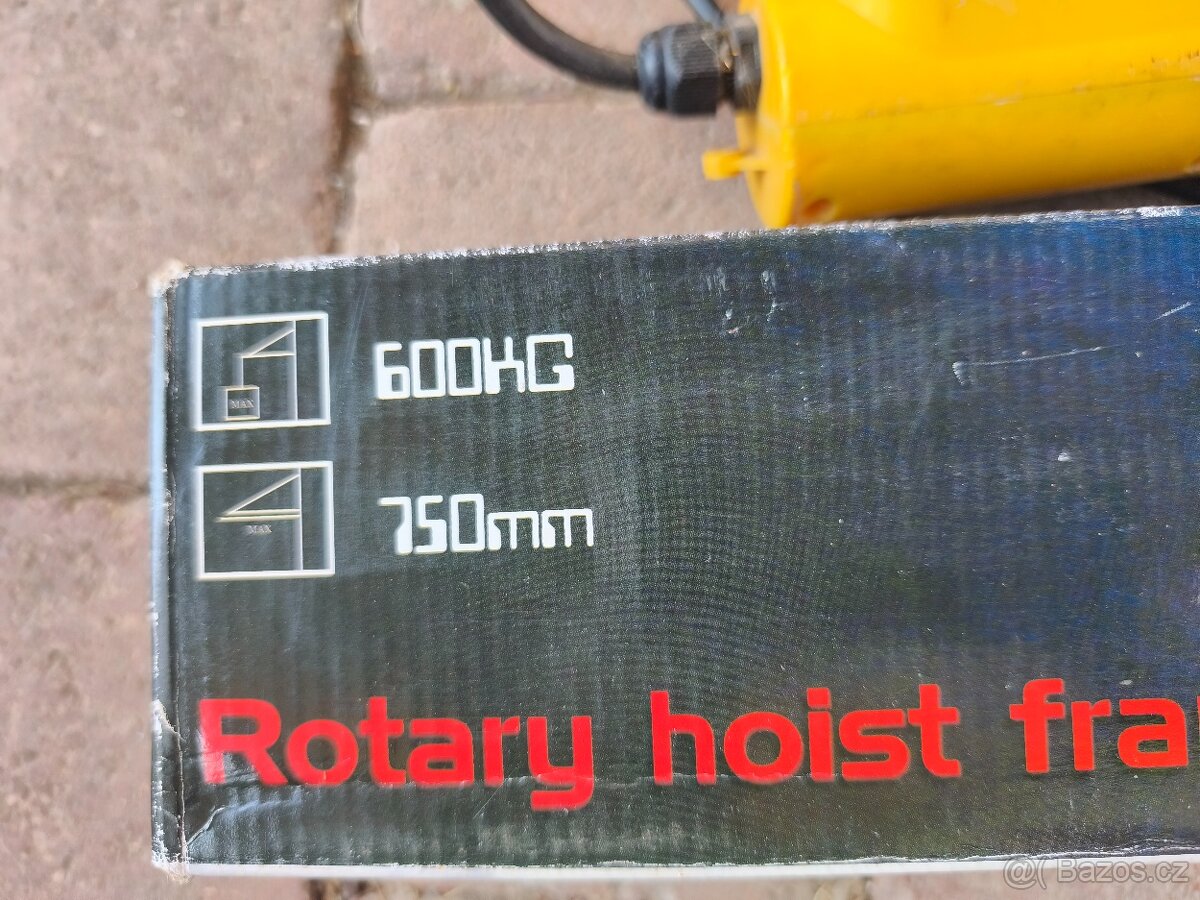 MAX
600KG
MAX
750mm
Rotary hoist fra
@( Bazos.cz